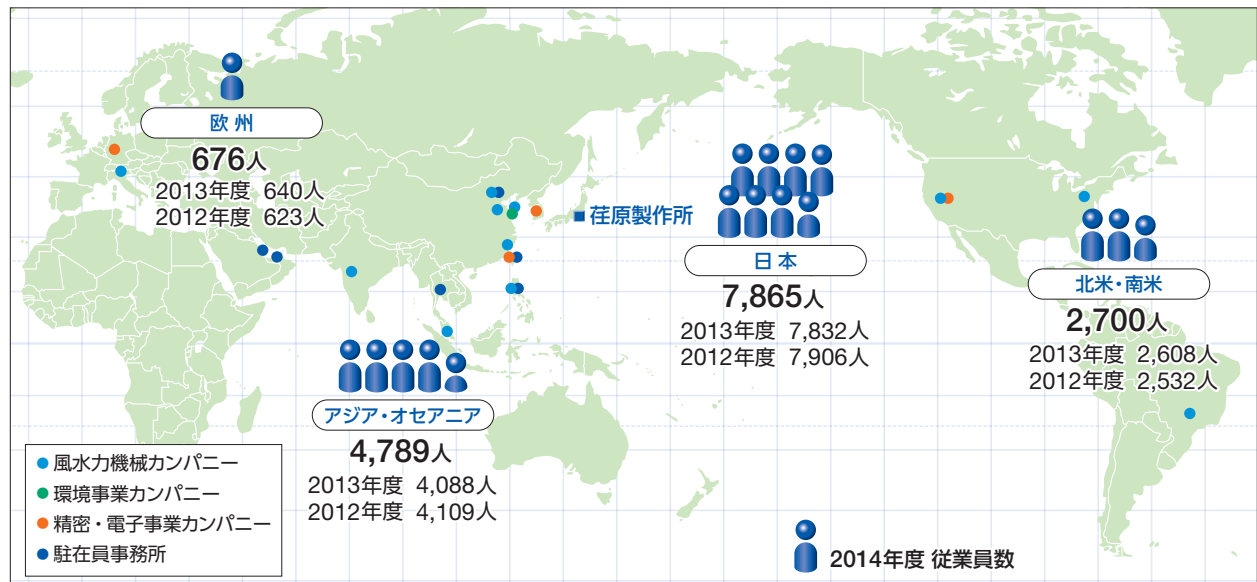 欧州
676人
2013年度 640人
2012年度 623人
荏原製作所
日本
7,865人
2013年度 7,832人
2012年度 7,906人
北米・南米
2,700人
2013年度 2,608人
2012年度 2,532人
アジア・オセアニア
4,789人
2013年度 4,088人
2012年度 4,109人
風水力機械カンパニー
環境事業カンパニー
精密・電子事業カンパニー
駐在員事務所
2014年度 従業員数